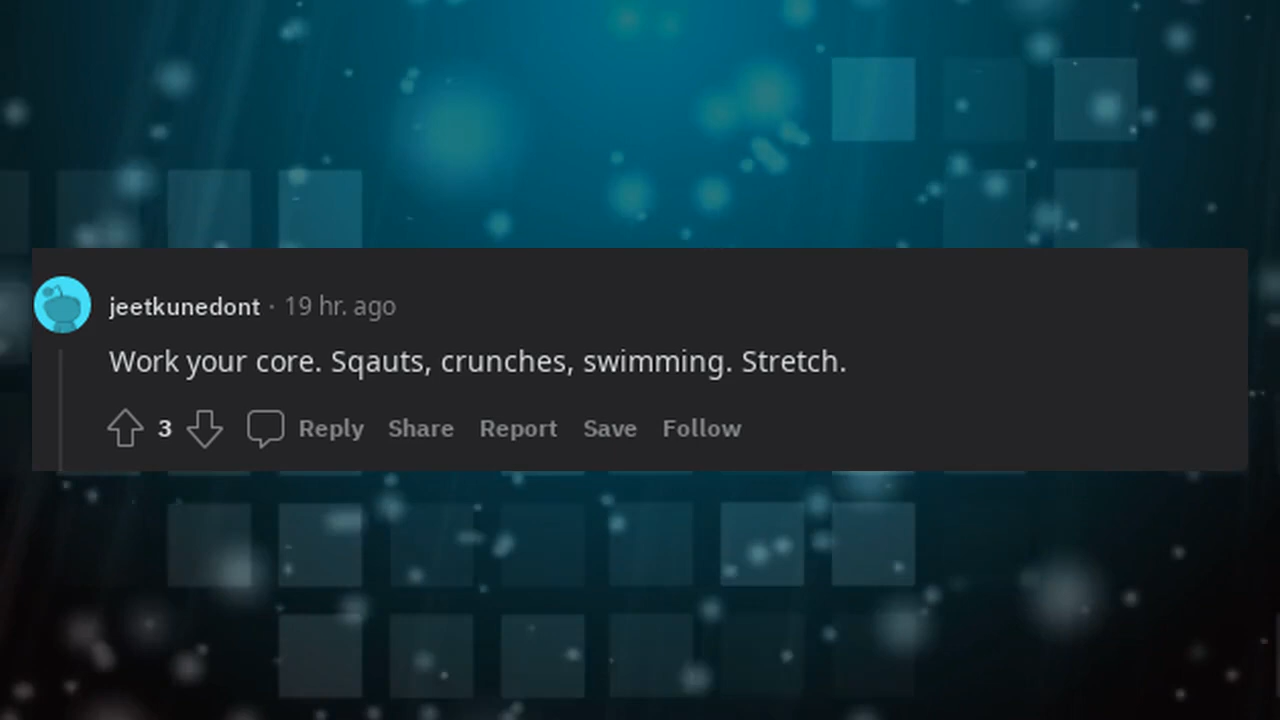 jeetkunedont · 19 hr. ago
Work your core. Sqauts, crunches, swimming. Stretch.
3 Reply Share Report Save Follow